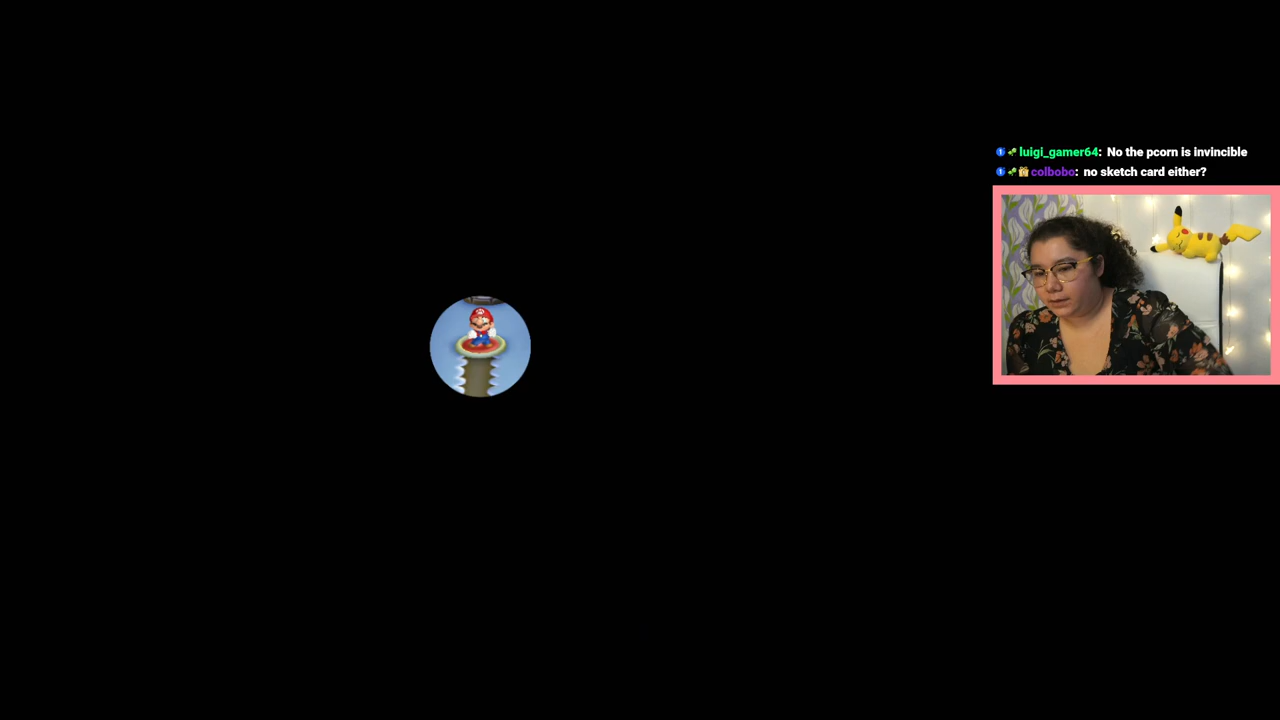 luigi_gamer64: No the pcorn is invincible
colbobo: no sketch card either?